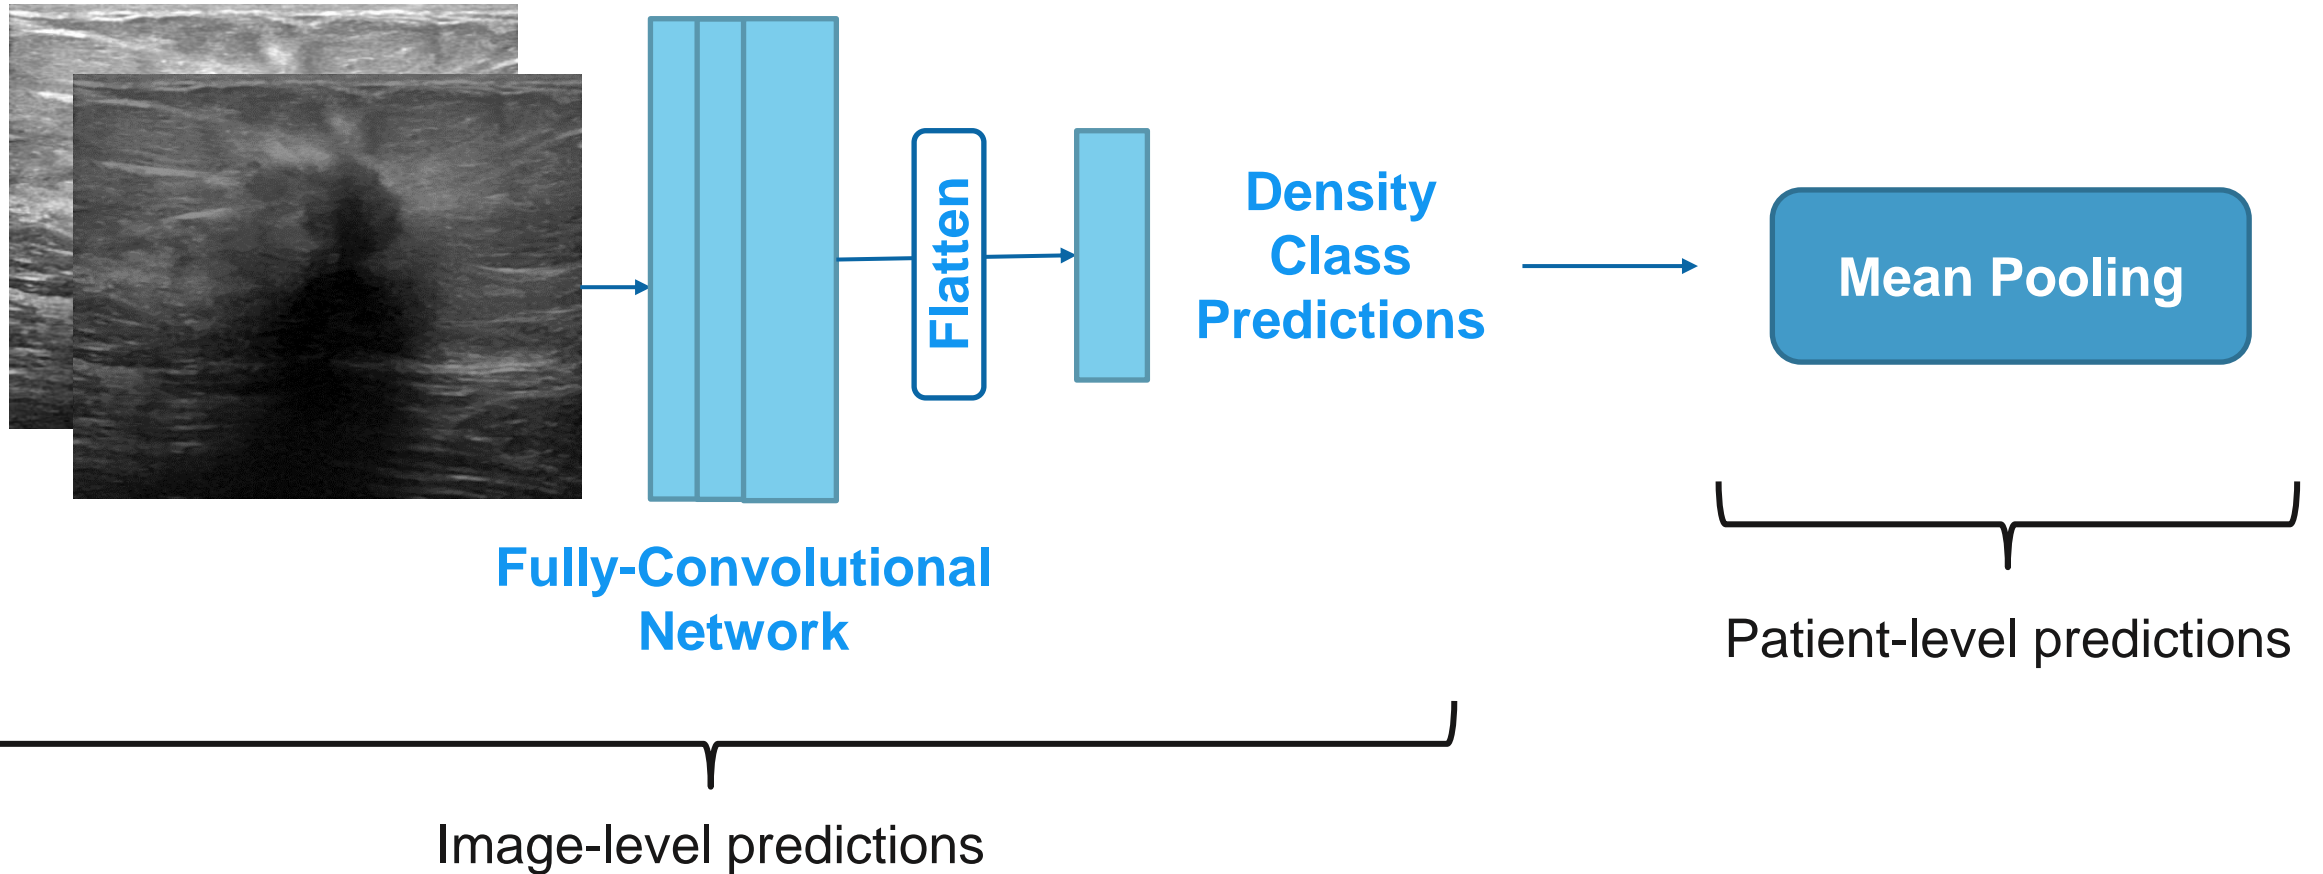 Flatten
Density
Class
Predictions
Mean Pooling
Fully-Convolutional
Network
Patient-level predictions
Image-level predictions